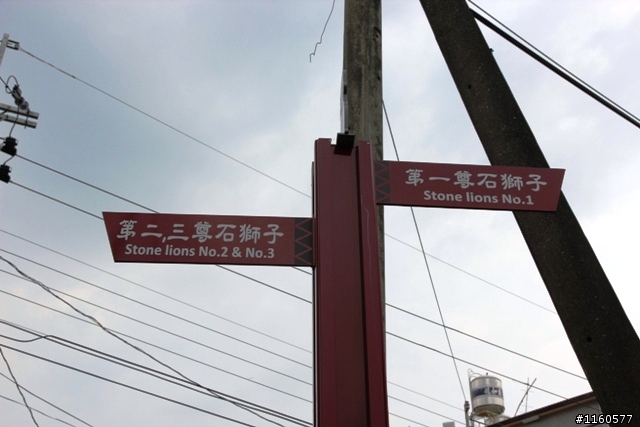 第一尊石獅子
Stone lions No.1
第二,三尊石獅子
Stone lions No.2 & No.3
#1160577